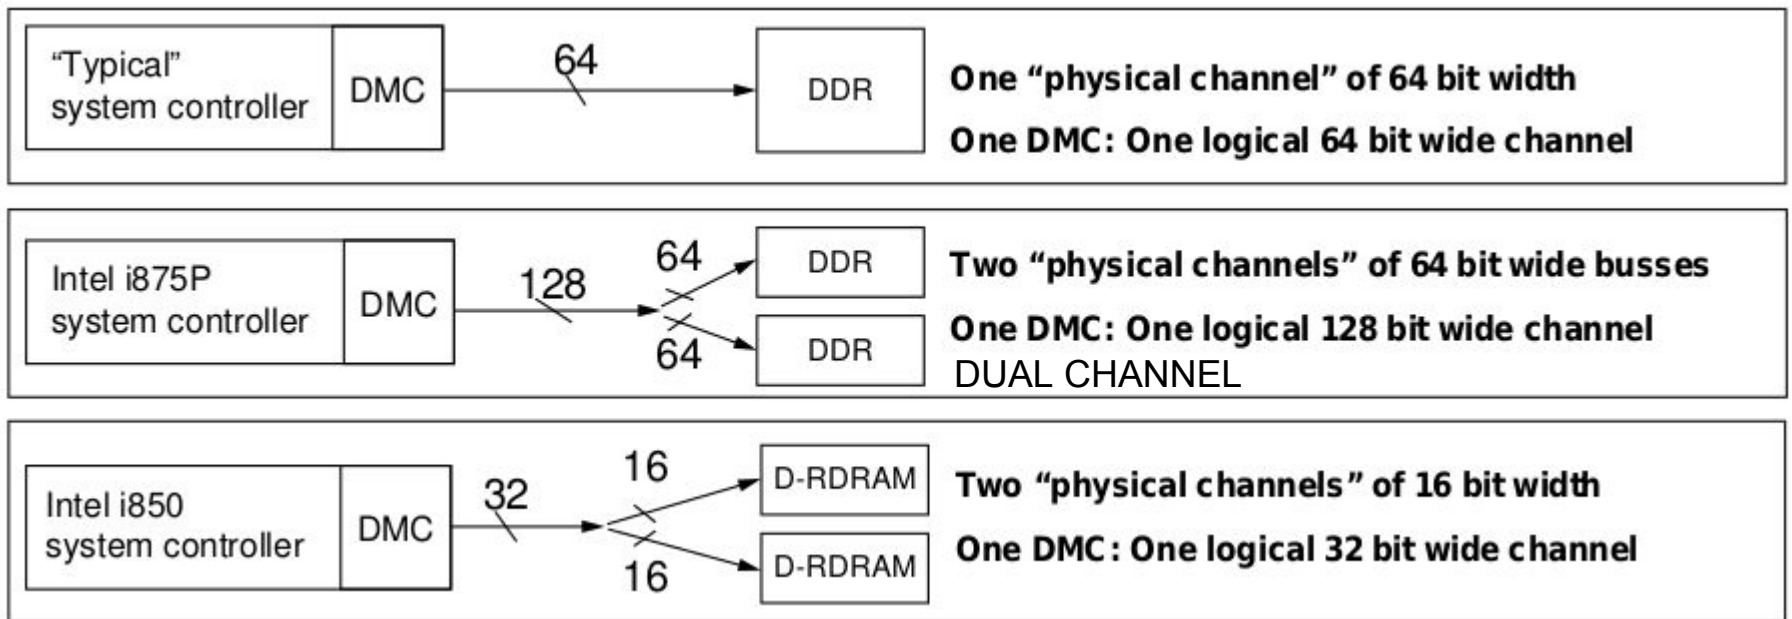 “Typical”
system controller
DMC
64
DDR
One “physical channel” of 64 bit width
One DMC: One logical 64 bit wide channel
Intel i875P
system controller
DMC
128
64
64
DDR
DDR
Two “physical channels” of 64 bit wide busses
One DMC: One logical 128 bit wide channel
DUAL CHANNEL
Intel i850
system controller
DMC
32
16
16
D-RDRAM
D-RDRAM
Two “physical channels” of 16 bit width
One DMC: One logical 32 bit wide channel